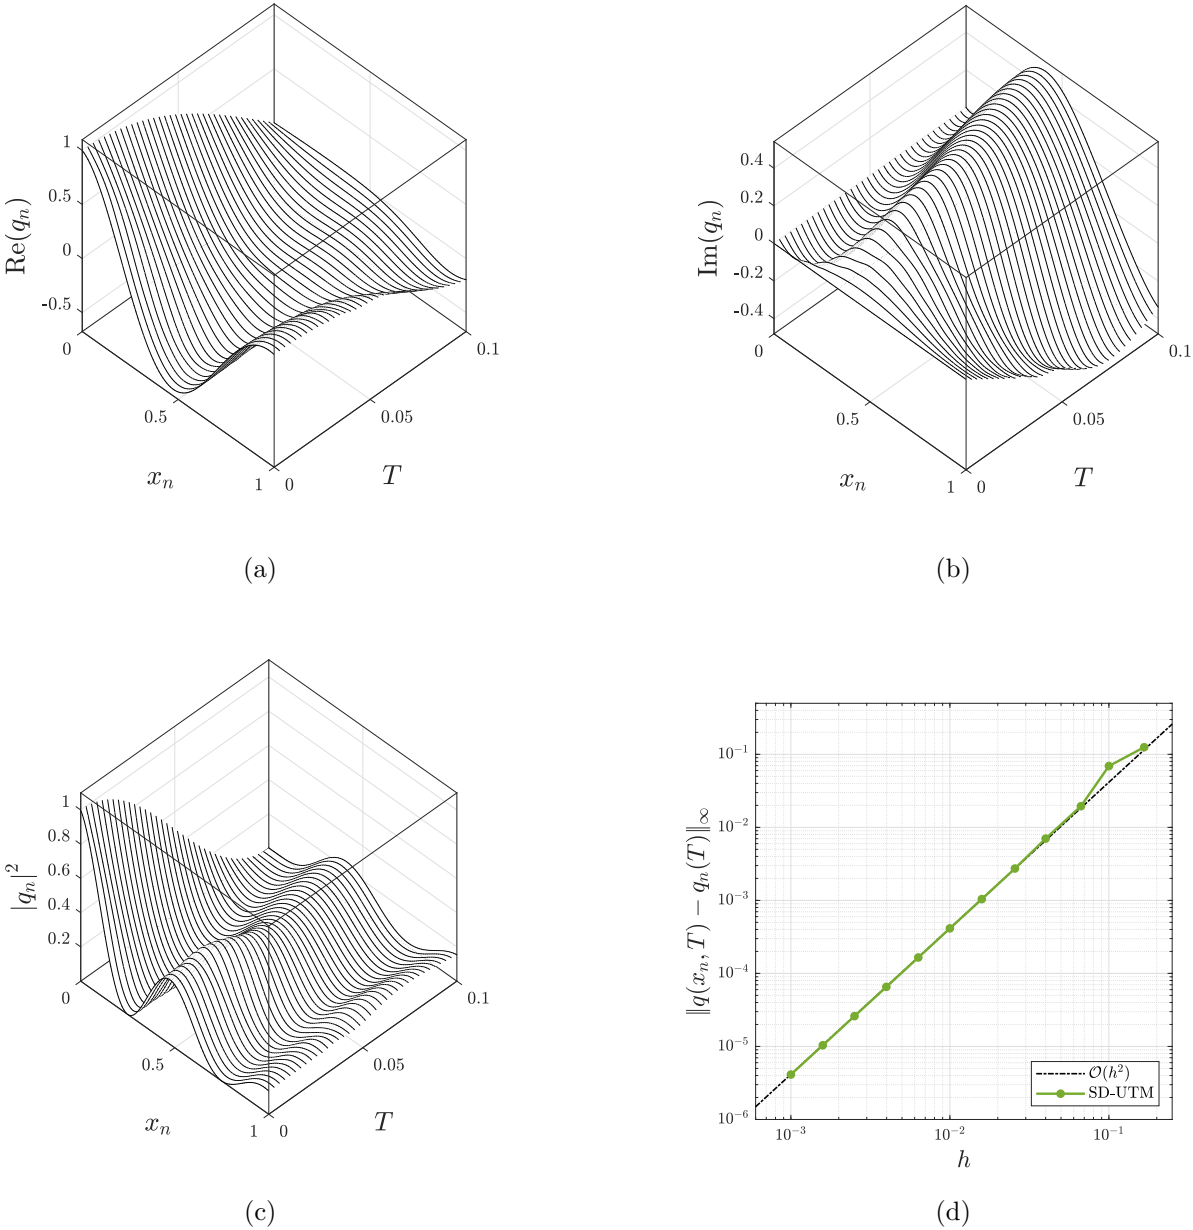 1
0.5
0
-0.5
Re(q_n)
0
0.5
1
x_n
0
0.05
0.1
T
(a)
0.4
0.2
0
-0.2
-0.4
Im(q_n)
0
0.5
1
x_n
0
0.05
0.1
T
(b)
1
0.8
0.6
0.4
0.2
|q_n|^2
0
0.5
1
x_n
0
0.05
0.1
T
(c)
10^{-1}
10^{-2}
10^{-3}
10^{-4}
10^{-5}
10^{-6}
‖q(x_n, T) − q_n(T)‖_∞
O(h^2)
SD-UTM
10^{-3}
10^{-2}
10^{-1}
h
(d)